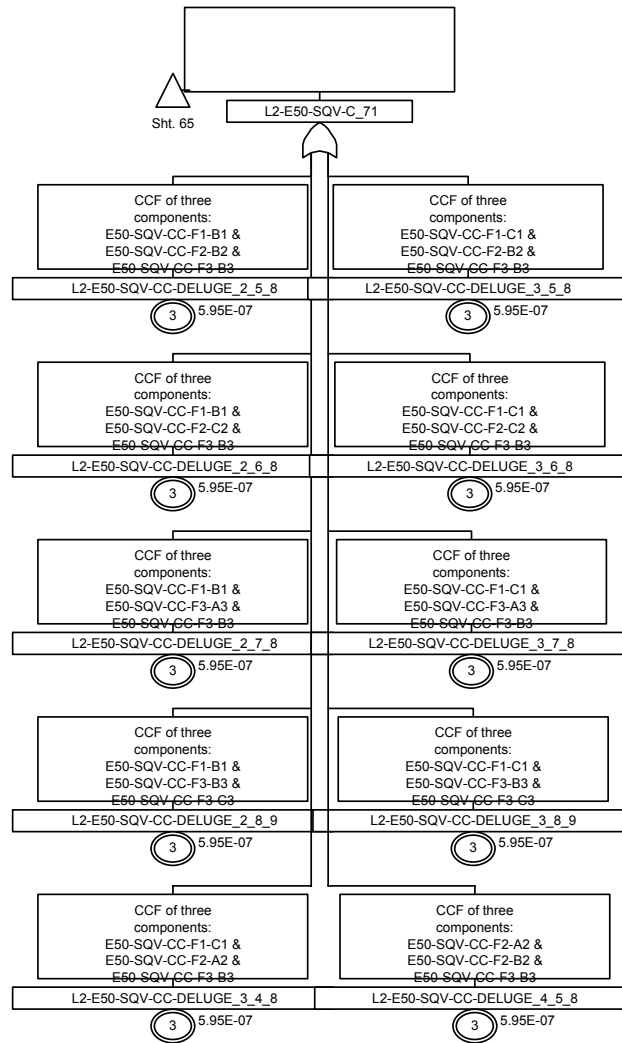 Sht. 65
L2-E50-SQV-C_71
CCF of three
components:
E50-SQV-CC-F1-B1 &
E50-SQV-CC-F2-B2 &
E50-SQV-CC-F3-B3
L2-E50-SQV-CC-DELUGE_2_5_8
3
5.95E-07
CCF of three
components:
E50-SQV-CC-F1-C1 &
E50-SQV-CC-F2-B2 &
E50-SQV-CC-F3-B3
L2-E50-SQV-CC-DELUGE_3_5_8
3
5.95E-07
CCF of three
components:
E50-SQV-CC-F1-B1 &
E50-SQV-CC-F2-C2 &
E50-SQV-CC-F3-B3
L2-E50-SQV-CC-DELUGE_2_6_8
3
5.95E-07
CCF of three
components:
E50-SQV-CC-F1-C1 &
E50-SQV-CC-F2-C2 &
E50-SQV-CC-F3-B3
L2-E50-SQV-CC-DELUGE_3_6_8
3
5.95E-07
CCF of three
components:
E50-SQV-CC-F1-B1 &
E50-SQV-CC-F3-A3 &
E50-SQV-CC-F3-B3
L2-E50-SQV-CC-DELUGE_2_7_8
3
5.95E-07
CCF of three
components:
E50-SQV-CC-F1-C1 &
E50-SQV-CC-F3-A3 &
E50-SQV-CC-F3-B3
L2-E50-SQV-CC-DELUGE_3_7_8
3
5.95E-07
CCF of three
components:
E50-SQV-CC-F1-B1 &
E50-SQV-CC-F3-B3 &
E50-SQV-CC-F3-C3
L2-E50-SQV-CC-DELUGE_2_8_9
3
5.95E-07
CCF of three
components:
E50-SQV-CC-F1-C1 &
E50-SQV-CC-F3-B3 &
E50-SQV-CC-F3-C3
L2-E50-SQV-CC-DELUGE_3_8_9
3
5.95E-07
CCF of three
components:
E50-SQV-CC-F1-C1 &
E50-SQV-CC-F2-A2 &
E50-SQV-CC-F3-B3
L2-E50-SQV-CC-DELUGE_3_4_8
3
5.95E-07
CCF of three
components:
E50-SQV-CC-F2-A2 &
E50-SQV-CC-F2-B2 &
E50-SQV-CC-F3-B3
L2-E50-SQV-CC-DELUGE_4_5_8
3
5.95E-07